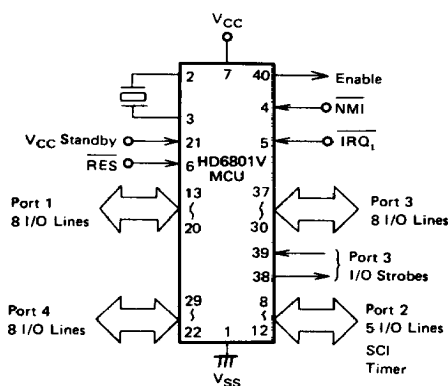 VCC
2 7 40 Enable
4 NMI
3
VCC Standby 21 5 IRQ1
HD6801V
RES 6 MCU
Port 1 13 37 Port 3
8 I/O Lines 20 30 8 I/O Lines
39 Port 3
38 I/O Strobes
Port 4 29 8 Port 2
8 I/O Lines 22 1 12 5 I/O Lines
SCI
VSS Timer